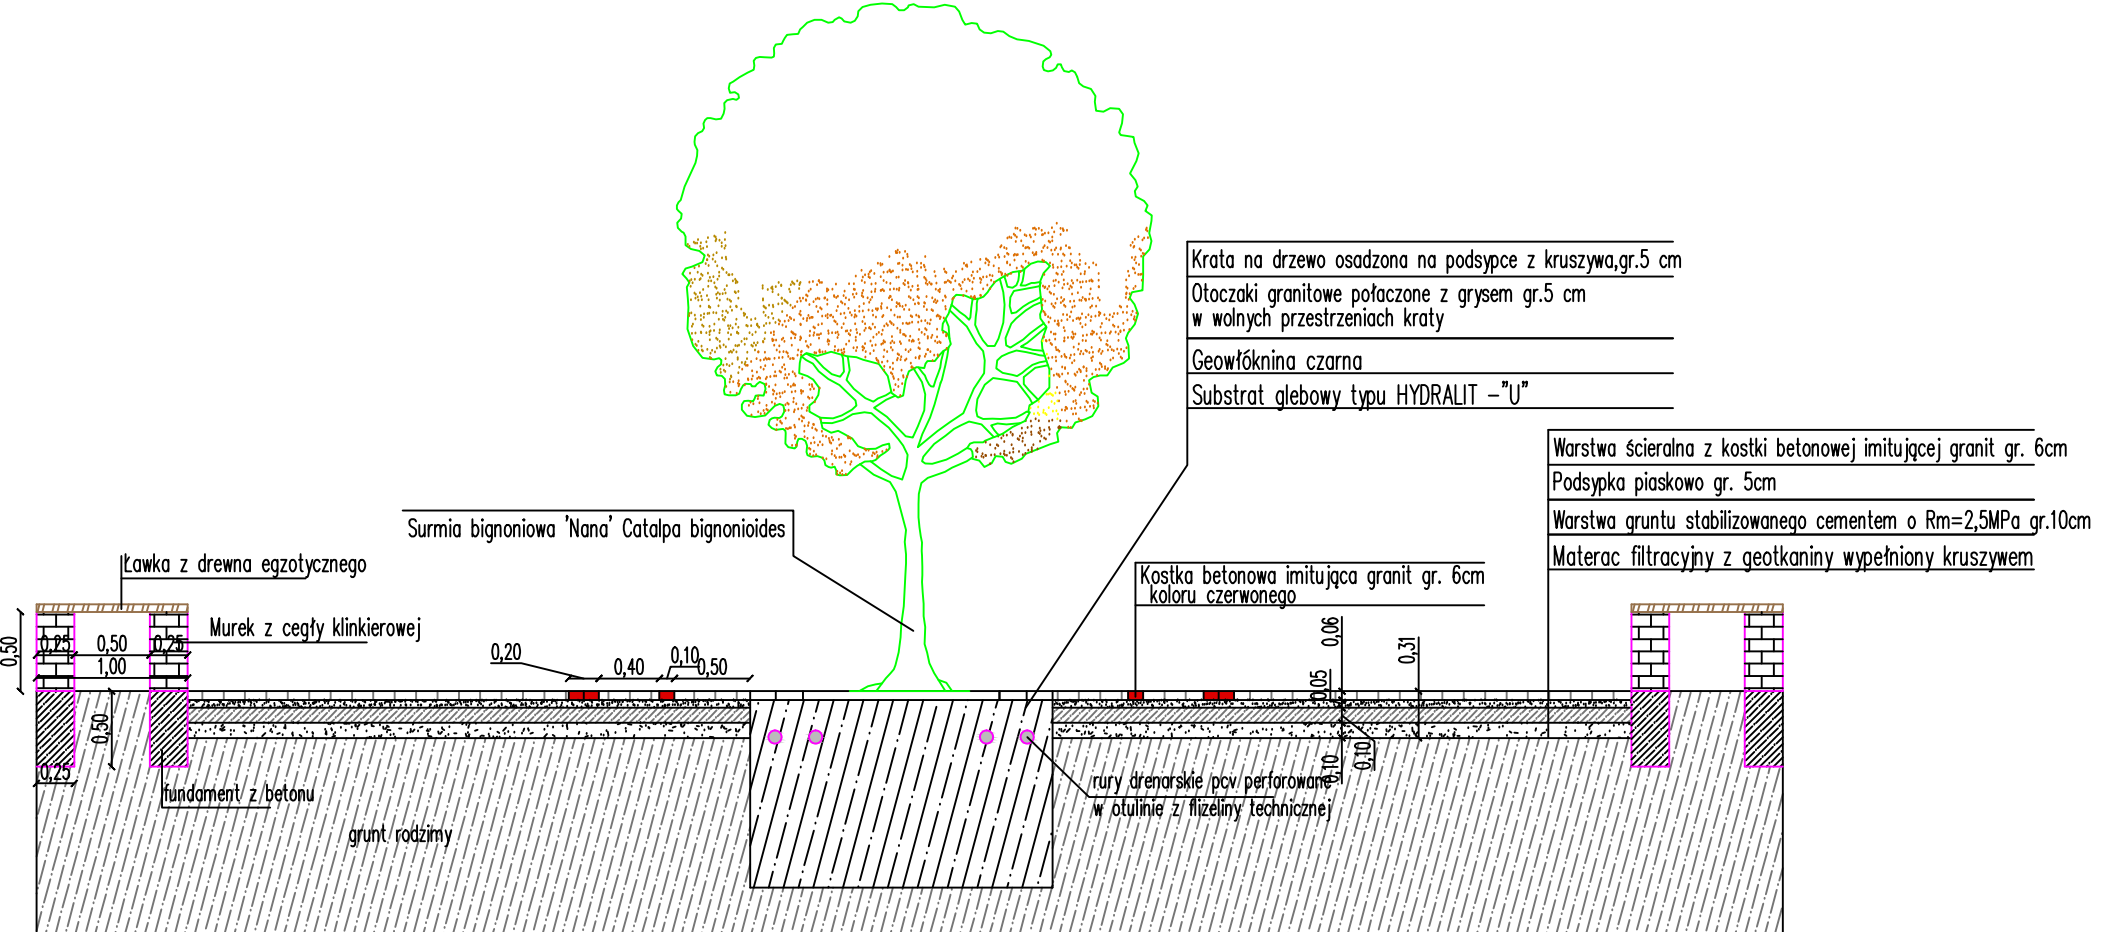 Krata na drzewo osadzona na podsypce z kruszywa,gr.5 cm
Otoczaki granitowe połaczone z grysem gr.5 cm
w wolnych przestrzeniach kraty
Geowłóknina czarna
Substrat glebowy typu HYDRALIT -"U"
Warstwa ścieralna z kostki betonowej imitującej granit gr. 6cm
Podsypka piaskowo gr. 5cm
Warstwa gruntu stabilizowanego cementem o Rm=2,5MPa gr.10cm
Materac filtracyjny z geotkaniny wypełniony kruszywem
Surmia bignoniowa 'Nana' Catalpa bignonioides
Ławka z drewna egzotycznego
Kostka betonowa imitująca granit gr. 6cm
koloru czerwonego
Murek z cegły klinkierowej
0,50
0,25 0,50 0,25
1,00
0,20
0,40
0,10
0,50
0,06
0,31
0,05
0,50
0,25
0,10
0,10
fundament z betonu
grunt rodzimy
rury drenarskie pcv perforowane
w otulinie z flizeliny technicznej